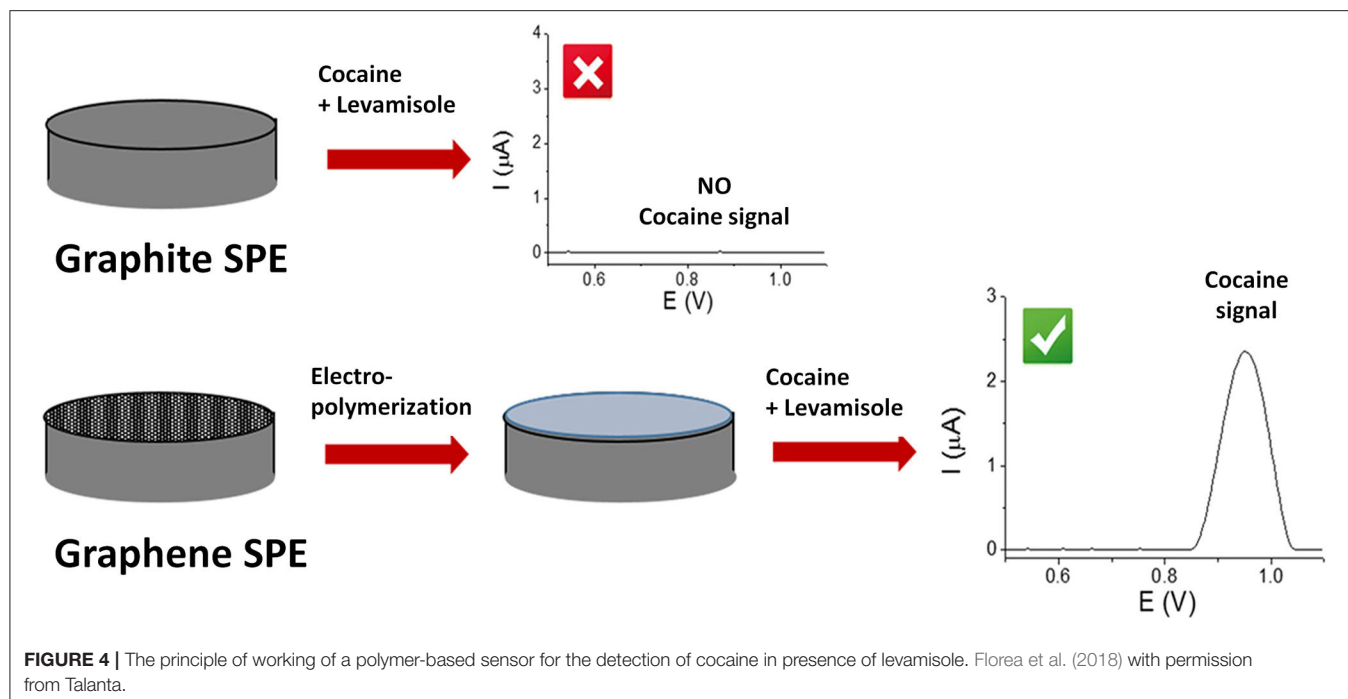 Cocaine
+ Levamisole
Graphite SPE
4
3
2
1
0
I (µA)
NO
Cocaine signal
0.6
0.8
1.0
E (V)
Electro-
polymerization
Graphene SPE
Cocaine
+ Levamisole
Cocaine
signal
3
2
1
0
I (µA)
0.6
0.8
1.0
E (V)
FIGURE 4 | The principle of working of a polymer-based sensor for the detection of cocaine in presence of levamisole. Florea et al. (2018) with permission
from Talanta.